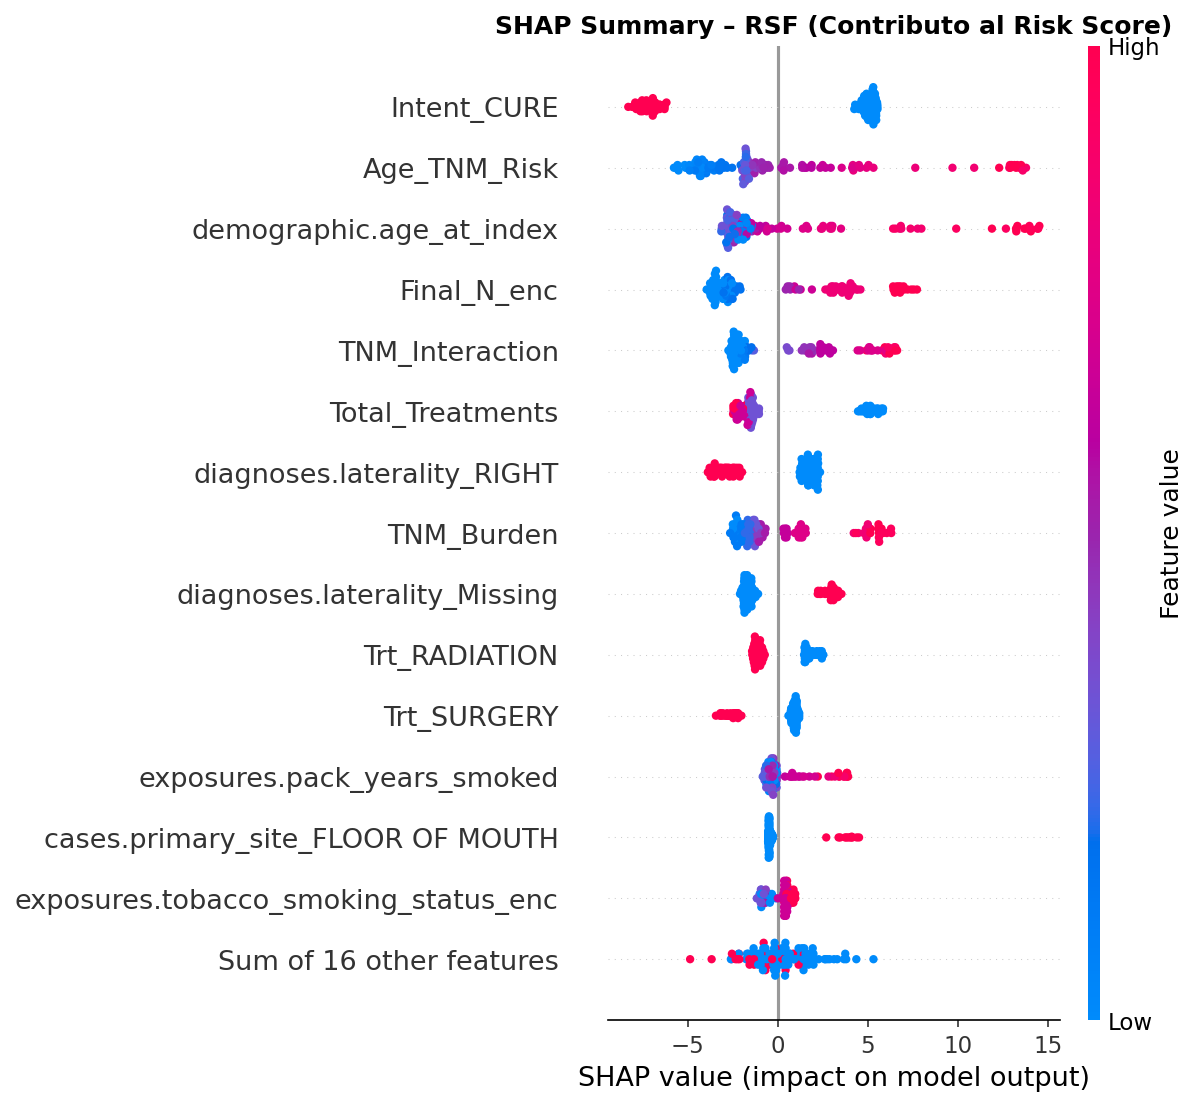 SHAP Summary – RSF (Contributo al Risk Score)
High
Intent_CURE
Age_TNM_Risk
demographic.age_at_index
Final_N_enc
TNM_Interaction
Total_Treatments
diagnoses.laterality_RIGHT
TNM_Burden
diagnoses.laterality_Missing
Trt_RADIATION
Trt_SURGERY
exposures.pack_years_smoked
cases.primary_site_FLOOR OF MOUTH
exposures.tobacco_smoking_status_enc
Sum of 16 other features
Feature value
Low
−5 0 5 10 15
SHAP value (impact on model output)